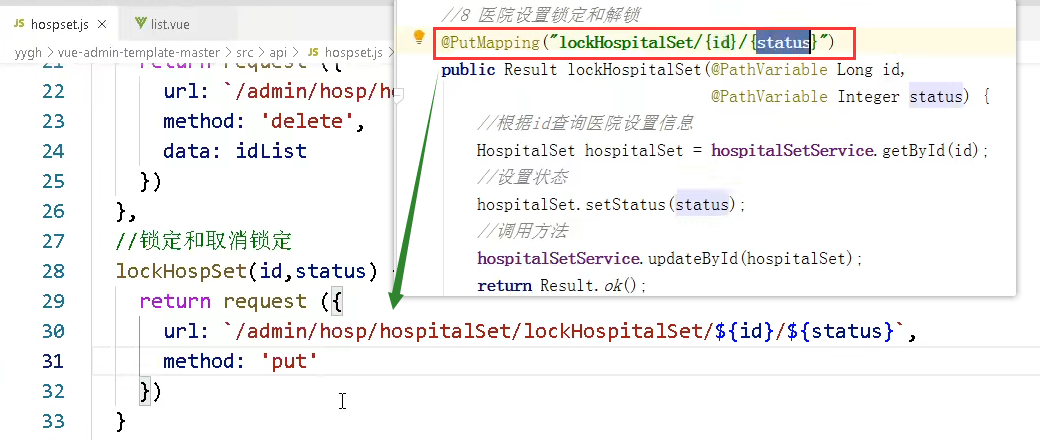 hospset.js
list.vue
yygh > vue-admin-template-master > src > api > hospset.js >
21 return request ({
22 url: `/admin/hosp/ho
23 method: 'delete',
24 data: idList
25 })
26 },
27 //锁定和取消锁定
28 lockHospSet(id,status)
29 return request ({
30 url: `/admin/hosp/hospitalSet/lockHospitalSet/${id}/${status}`,
31 method: 'put'
32 })
33 }
//8 医院设置锁定和解锁
@PutMapping("lockHospitalSet/{id}/{status}")
public Result lockHospitalSet(@PathVariable Long id,
@PathVariable Integer status) {
//根据id查询医院设置信息
HospitalSet hospitalSet = hospitalSetService.getById(id);
//设置状态
hospitalSet.setStatus(status);
//调用方法
hospitalSetService.updateById(hospitalSet);
return Result.ok();